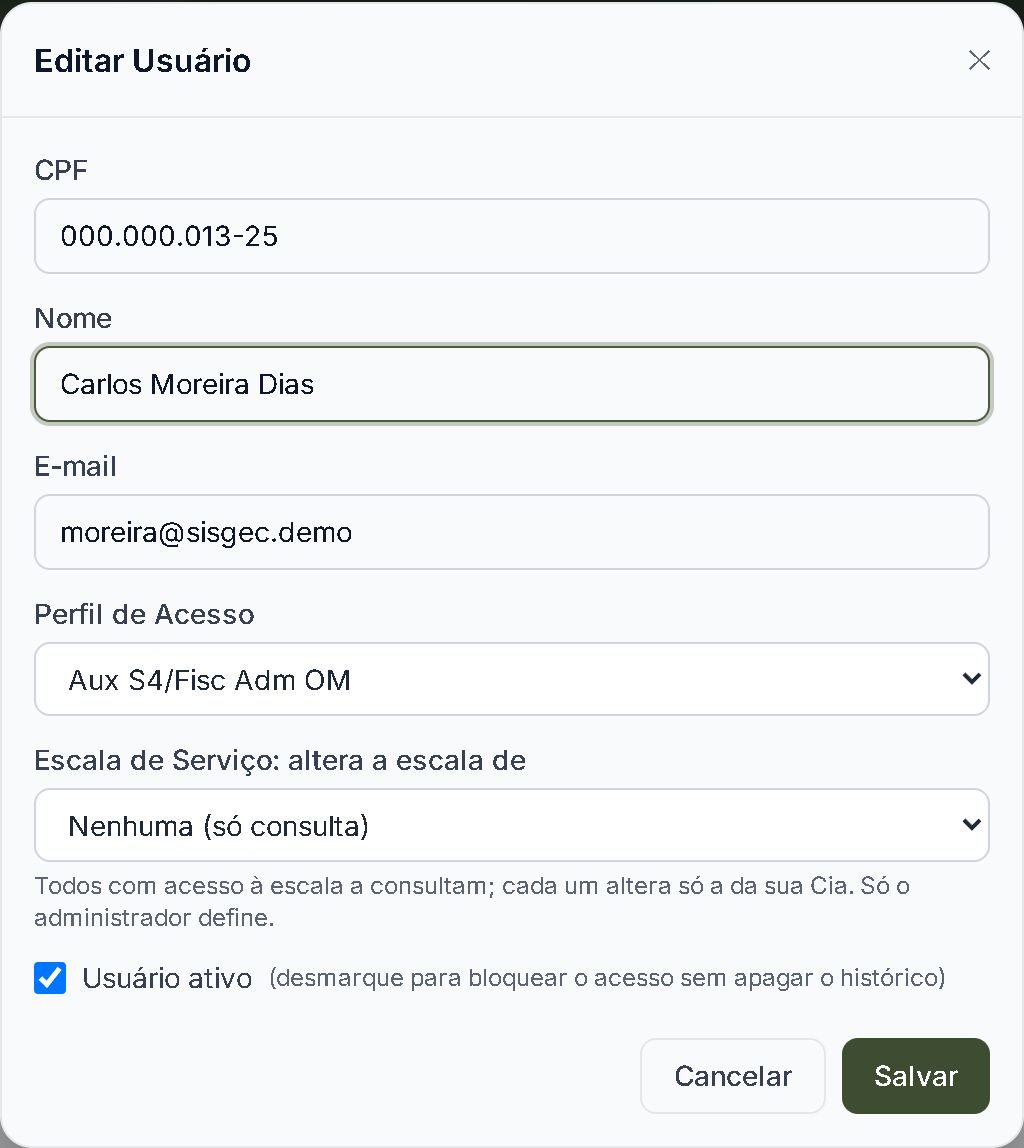 Editar Usuário
CPF
000.000.013-25
Nome
Carlos Moreira Dias
E-mail
moreira@sisgec.demo
Perfil de Acesso
Aux S4/Fisc Adm OM
Escala de Serviço: altera a escala de
Nenhuma (só consulta)
Todos com acesso à escala a consultam; cada um altera só a da sua Cia. Só o
administrador define.
Usuário ativo (desmarque para bloquear o acesso sem apagar o histórico)
Cancelar Salvar